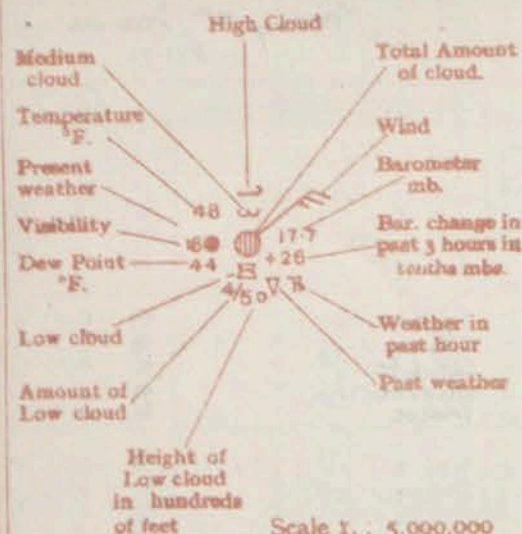 High Cloud
Medium
cloud
Total Amount
of cloud.
Temperature
°F.
Wind
Present
weather
Barometer
mb.
48
Visibility
16
17.7
Bar. change in
past 3 hours in
tenths mbs.
Dew Point
°F.
44
+26
4/50
Low cloud
Weather in
past hour
Amount of
Low cloud
Past weather
Height of
Low cloud
in hundreds
of feet
Scale 1. : 5,000,000